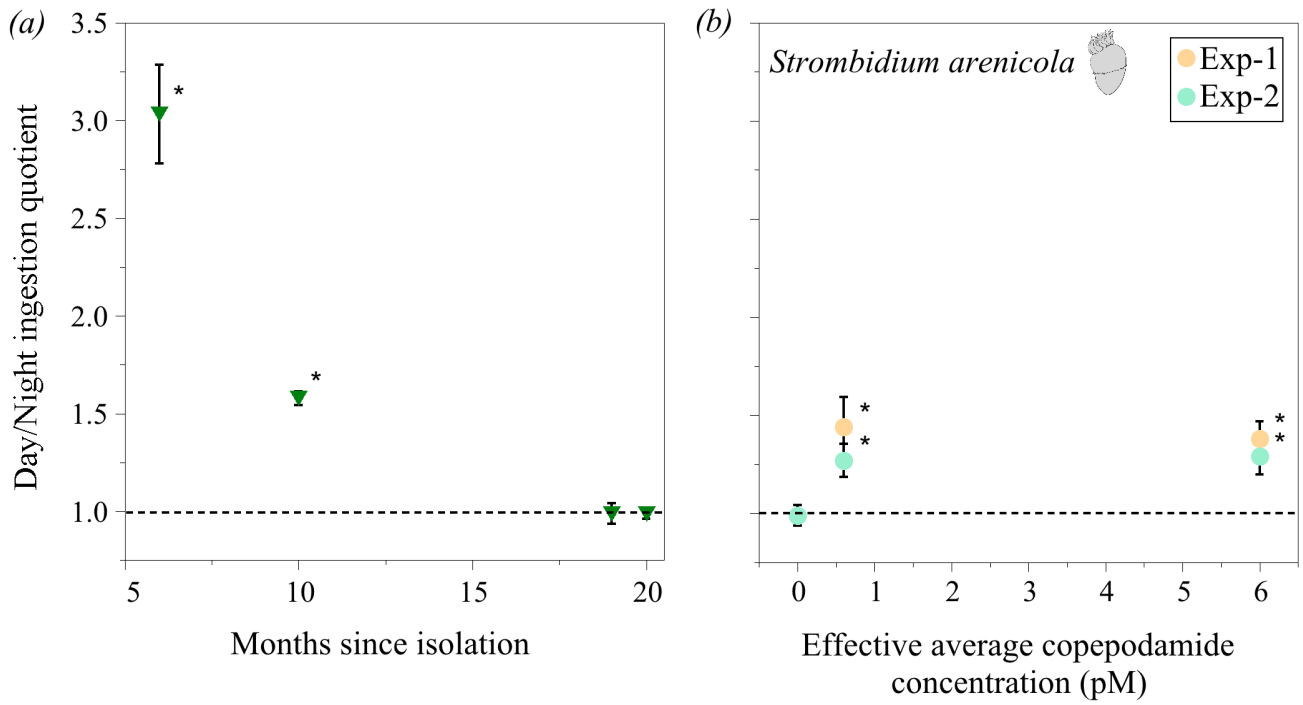 (a)
3.5
3.0
2.5
2.0
1.5
1.0
Day/Night ingestion quotient
*
*
5
10
15
20
Months since isolation
(b)
Strombidium arenicola
Exp-1
Exp-2
*
*
*
*
0
1
2
3
4
5
6
Effective average copepodamide
concentration (pM)